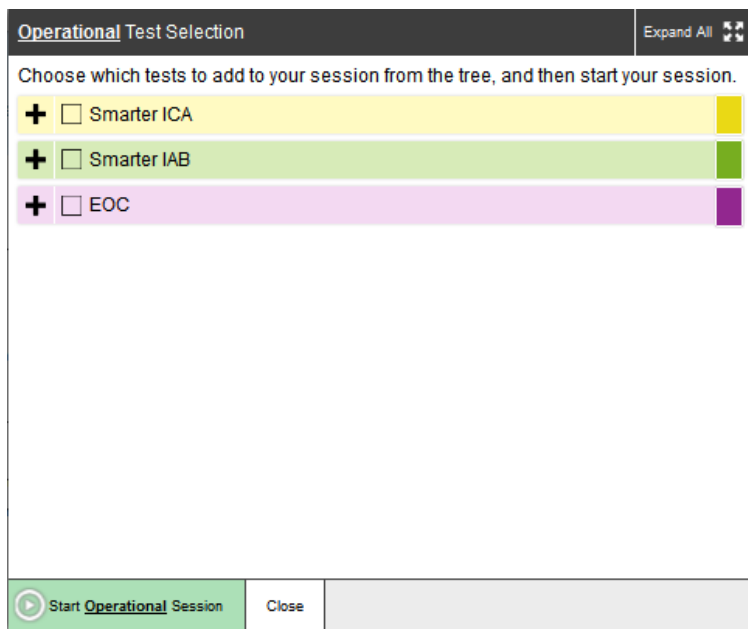 Operational Test Selection
Expand All
Choose which tests to add to your session from the tree, and then start your session.
Smarter ICA
Smarter IAB
EOC
Start Operational Session
Close